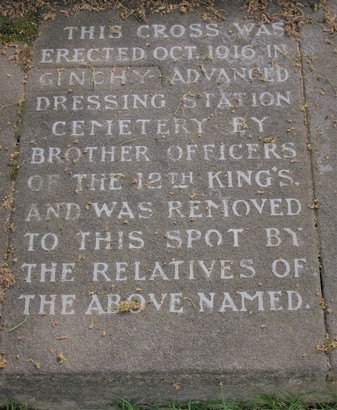 THIS CROSS WAS
ERECTED OCT. 1916 IN
GINCHY ADVANCED
DRESSING STATION
CEMETERY BY
BROTHER OFFICERS
OF THE 12TH KING'S.
AND WAS REMOVED
TO THIS SPOT BY
THE RELATIVES OF
THE ABOVE NAMED.